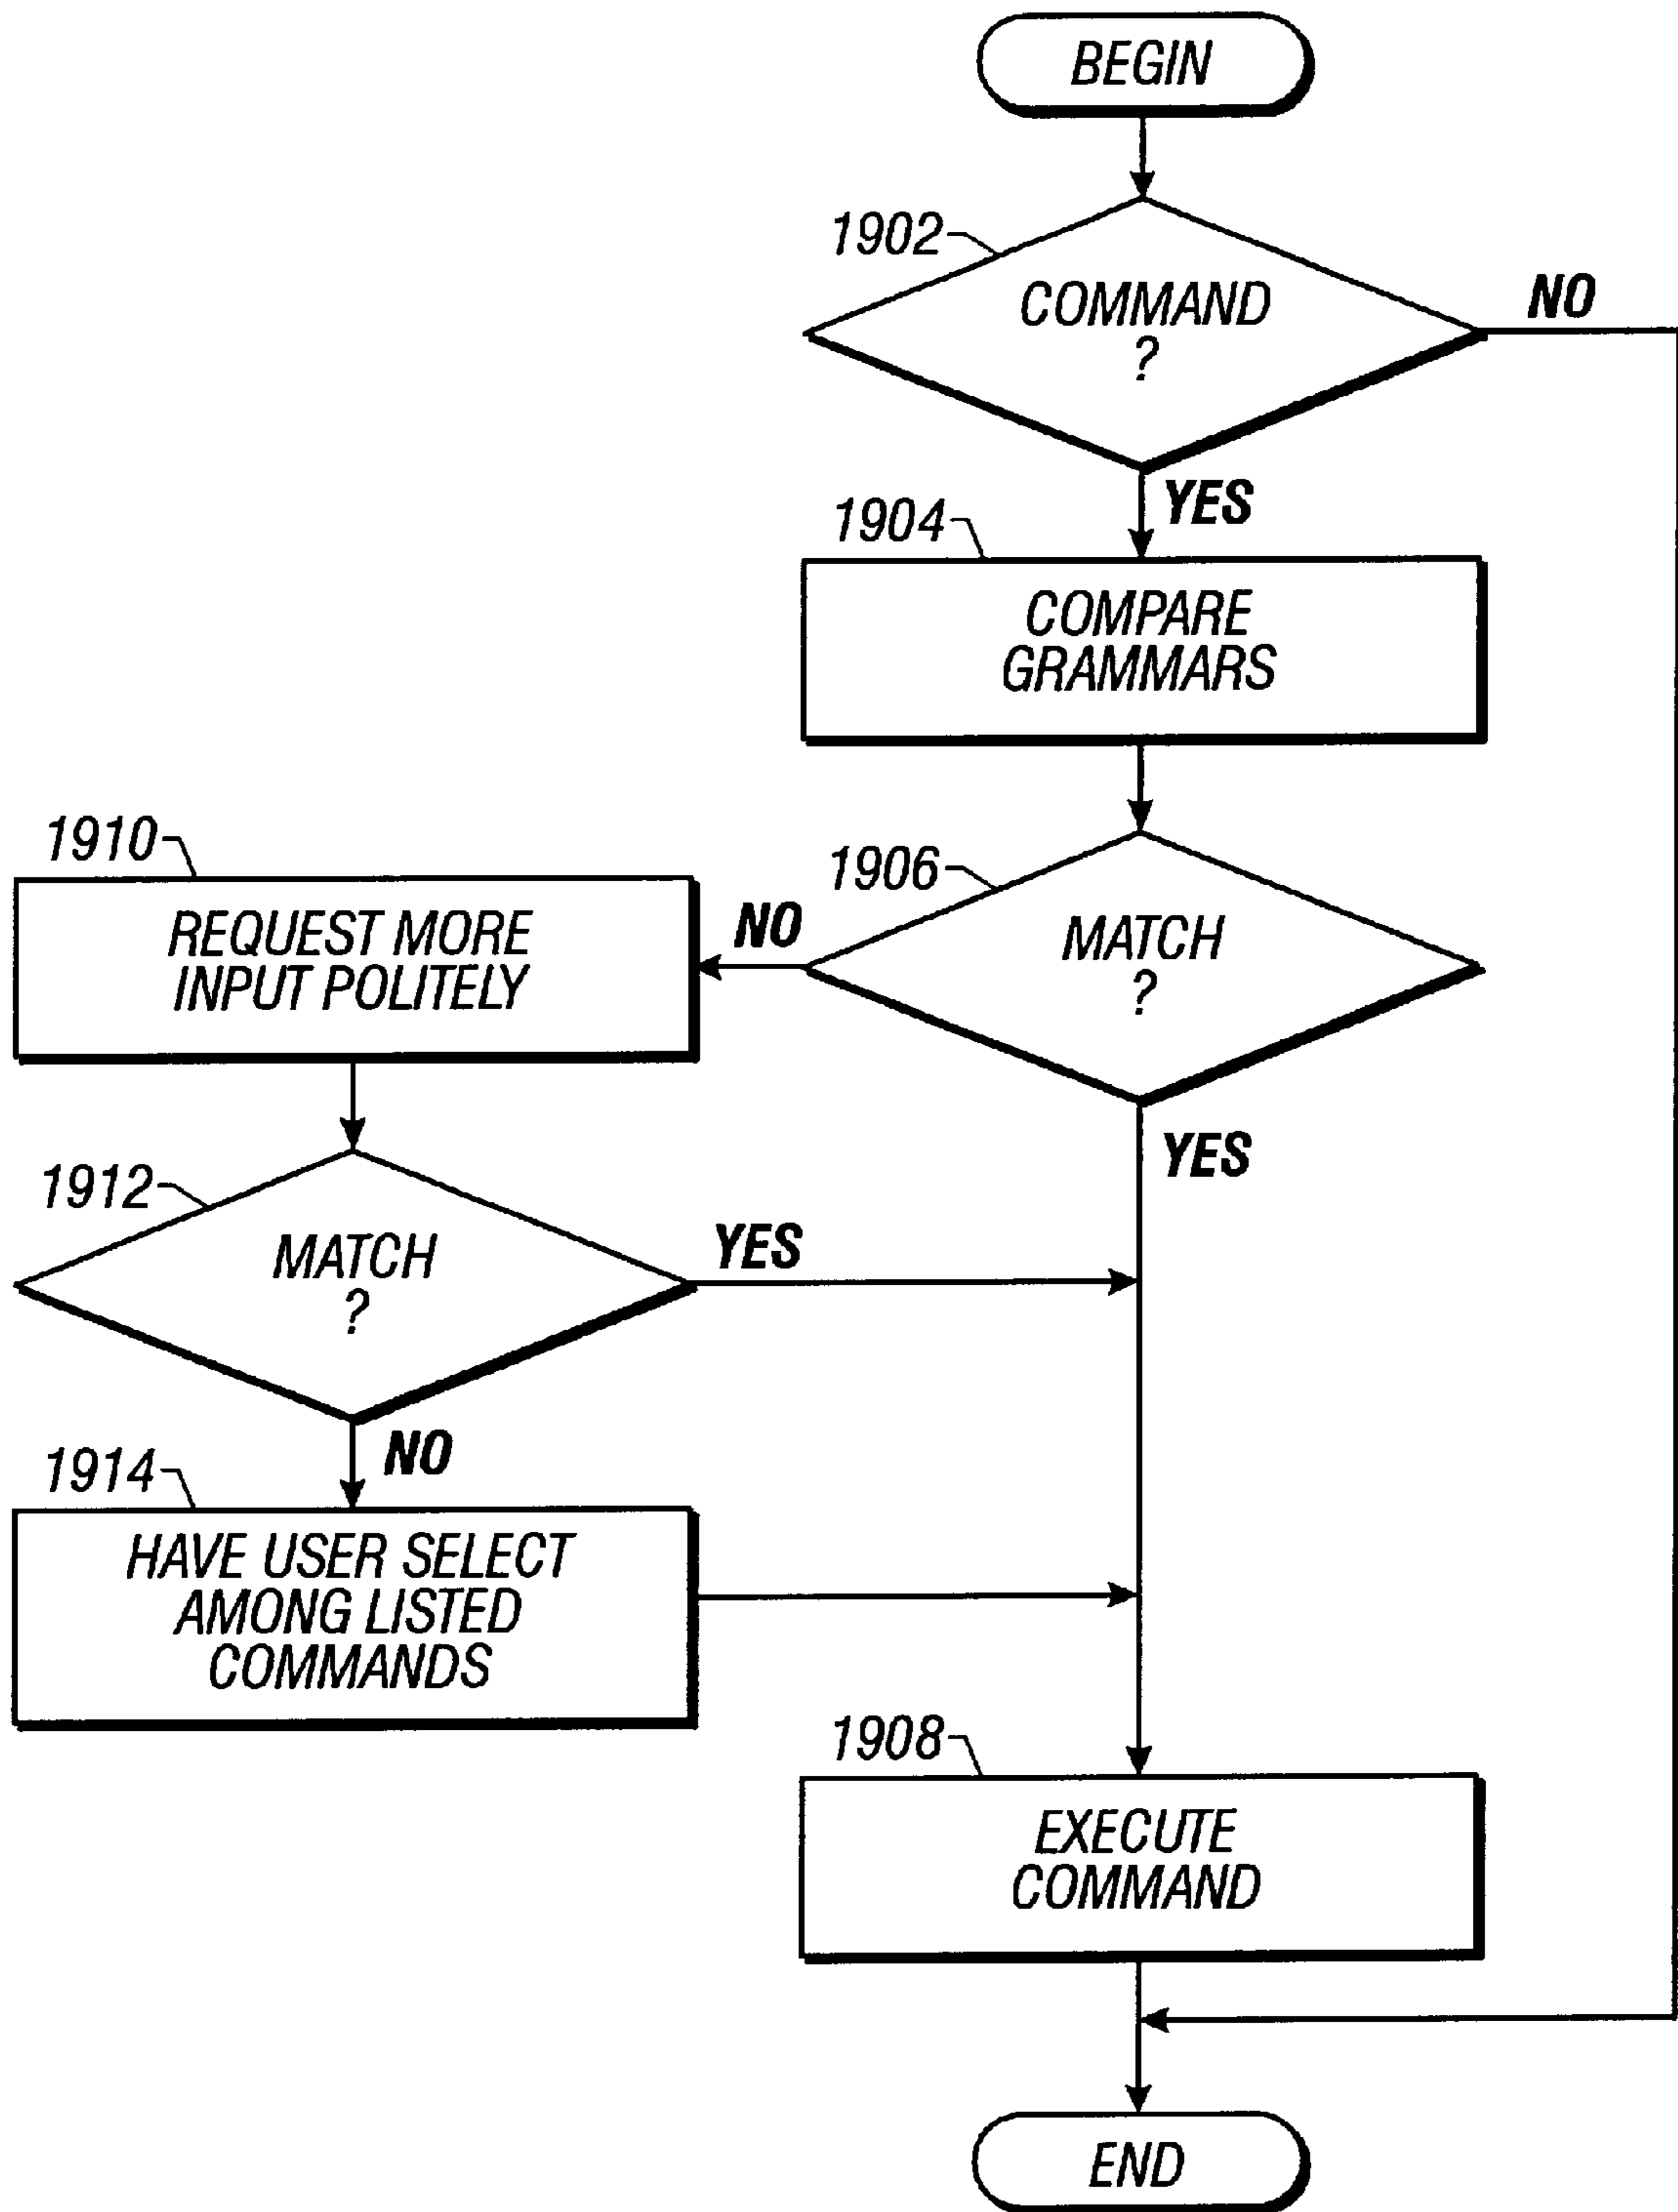 BEGIN
1902
COMMAND
?
NO
YES
1904
COMPARE
GRAMMARS
1906
MATCH
?
NO
YES
1910
REQUEST MORE
INPUT POLITELY
1912
MATCH
?
YES
NO
1914
HAVE USER SELECT
AMONG LISTED
COMMANDS
1908
EXECUTE
COMMAND
END